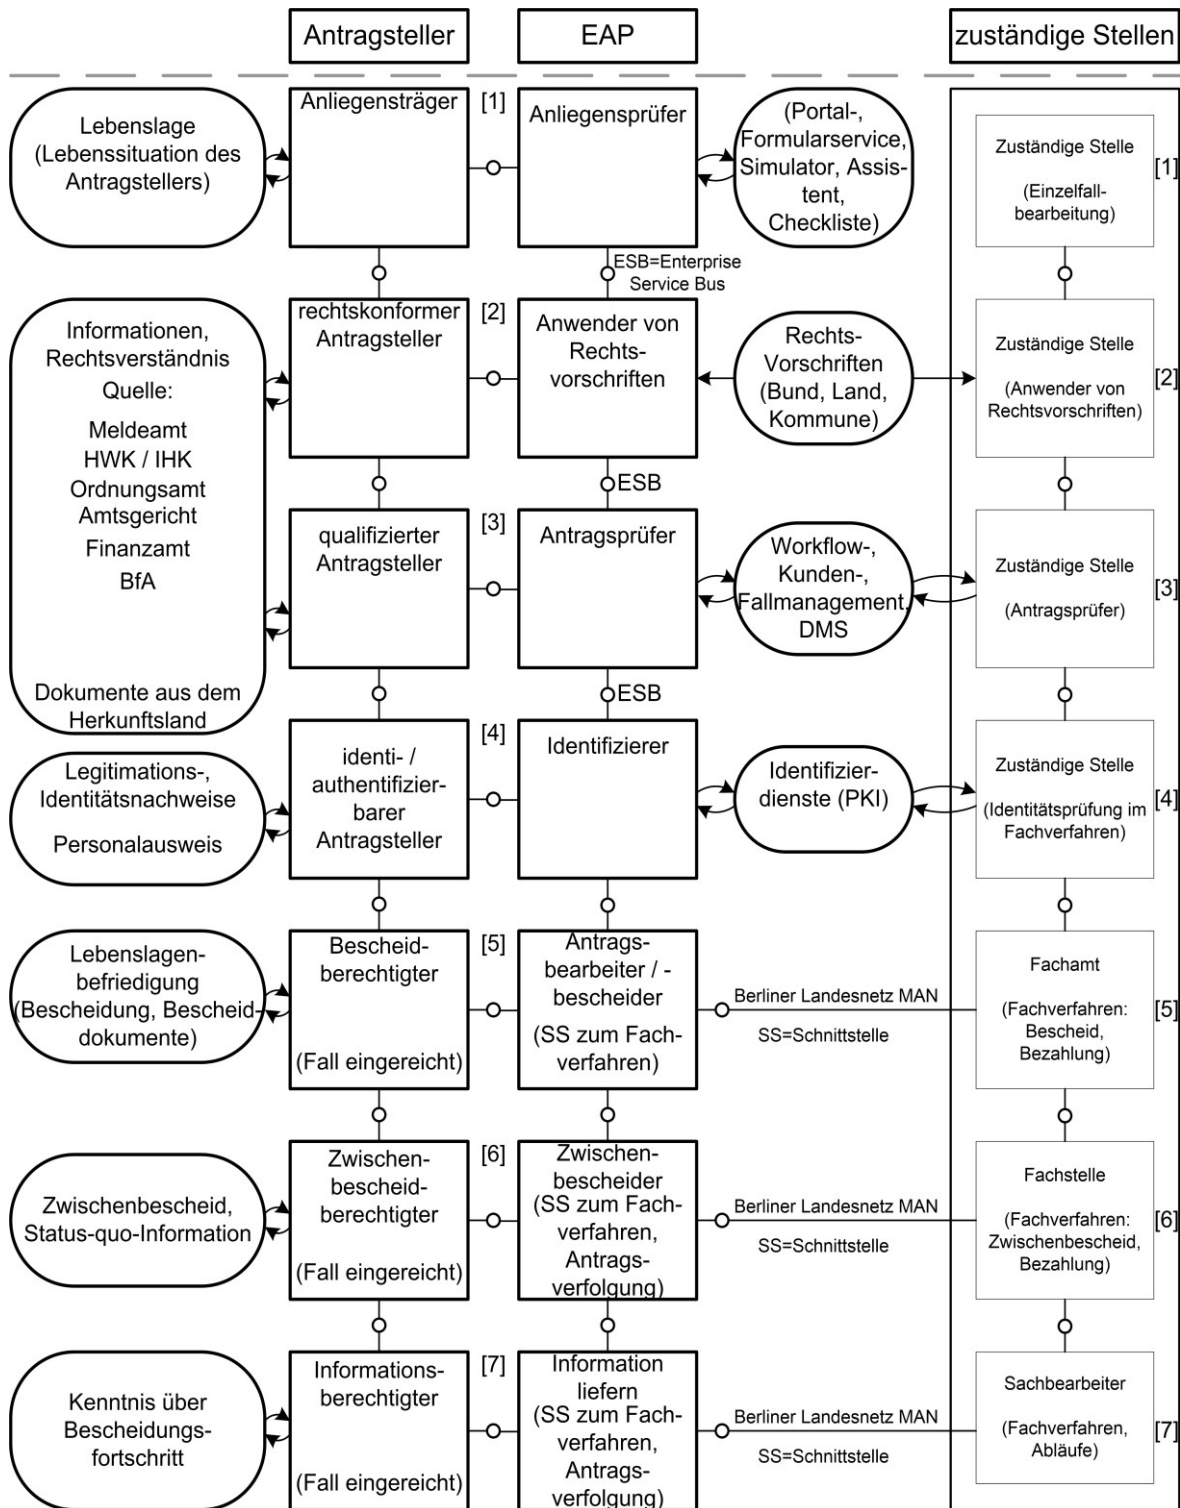 Antragsteller
EAP
zuständige Stellen
Lebenslage
(Lebenssituation des
Antragstellers)
Anliegensträger
[1]
Anliegensprüfer
(Portal-,
Formularservice,
Simulator, Assis-
tent,
Checkliste)
Zuständige Stelle
(Einzelfall-
bearbeitung)
[1]
ESB=Enterprise
Service Bus
Informationen,
Rechtsverständnis
Quelle:
Meldeamt
HWK / IHK
Ordnungsamt
Amtsgericht
Finanzamt
BfA
Dokumente aus dem
Herkunftsland
rechtskonformer
Antragsteller
[2]
Anwender von
Rechts-
vorschriften
Rechts-
Vorschriften
(Bund, Land,
Kommune)
Zuständige Stelle
(Anwender von
Rechtsvorschriften)
[2]
ESB
qualifizierter
Antragsteller
[3]
Antragsprüfer
Workflow-,
Kunden-,
Fallmanagement,
DMS
Zuständige Stelle
(Antragsprüfer)
[3]
ESB
Legitimations-,
Identitätsnachweise
Personalausweis
identi- /
authentifizier-
barer
Antragsteller
[4]
Identifizierer
Identifizier-
dienste (PKI)
Zuständige Stelle
(Identitätsprüfung im
Fachverfahren)
[4]
Lebenslagen-
befriedigung
(Bescheidung, Bescheid-
dokumente)
Bescheid-
berechtigter
(Fall eingereicht)
[5]
Antrags-
bearbeiter / -
bescheider
(SS zum Fach-
verfahren)
Berliner Landesnetz MAN
SS=Schnittstelle
Fachamt
(Fachverfahren:
Bescheid,
Bezahlung)
[5]
Zwischenbescheid,
Status-quo-Information
Zwischen-
bescheid-
berechtigter
(Fall eingereicht)
[6]
Zwischen-
bescheider
(SS zum Fach-
verfahren,
Antrags-
verfolgung)
Berliner Landesnetz MAN
SS=Schnittstelle
Fachstelle
(Fachverfahren:
Zwischenbescheid,
Bezahlung)
[6]
Kenntnis über
Bescheidungs-
fortschritt
Informations-
berechtigter
(Fall eingereicht)
[7]
Information
liefern
(SS zum Fach-
verfahren,
Antrags-
verfolgung)
Berliner Landesnetz MAN
SS=Schnittstelle
Sachbearbeiter
(Fachverfahren,
Abläufe)
[7]